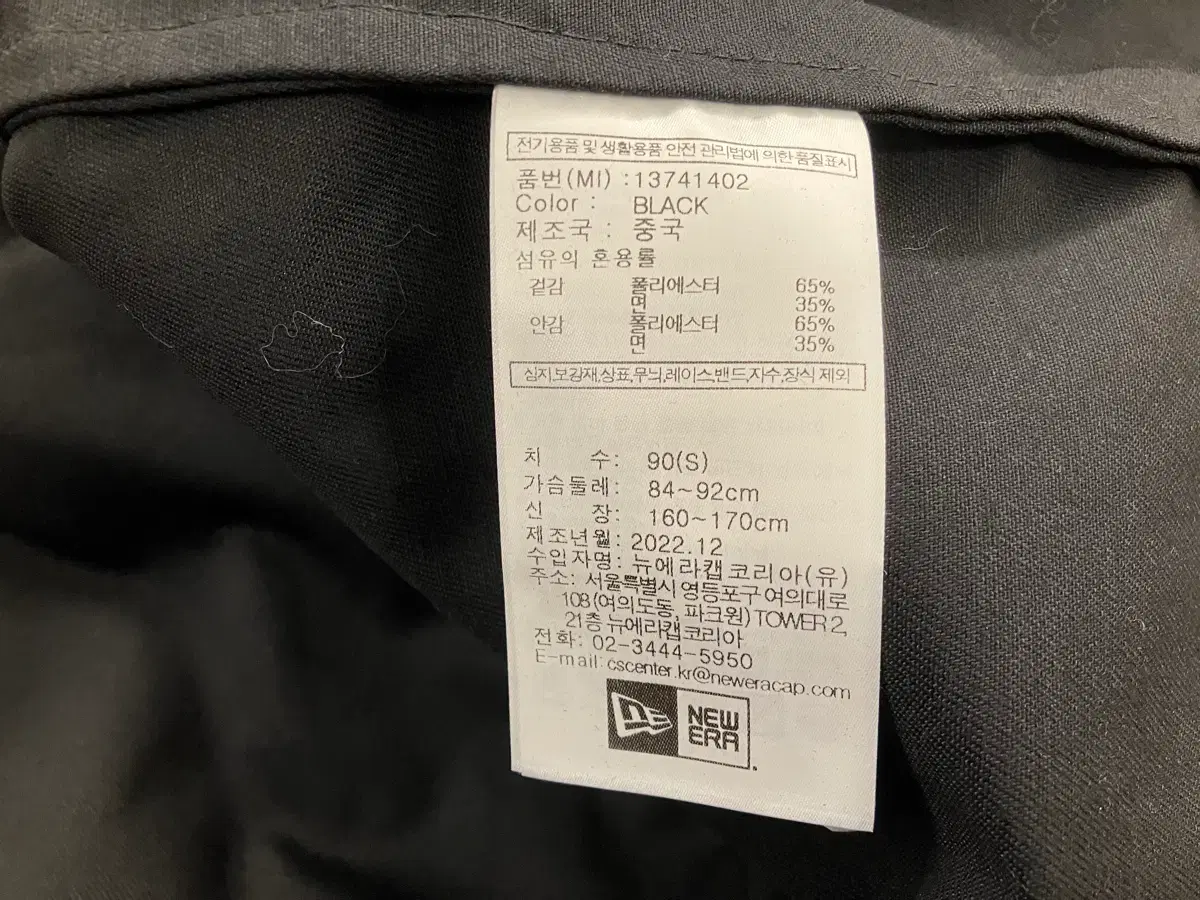 전기용품 및 생활용품 안전 관리법에 의한 품질표시
품번(MI) :13741402
Color : BLACK
제조국 : 중국
섬유의 혼용률
겉감 폴리에스터 65%
면 35%
안감 폴리에스터 65%
면 35%
심지,보강재,상표,무늬,레이스,밴드,자수,장식 제외
치 수: 90(S)
가슴둘레: 84~92cm
신 장: 160~170cm
제조년월: 2022.12
수입자명: 뉴에라캡코리아(유)
주소: 서울특별시 영등포구 여의대로
108 (여의도동, 파크원) TOWER 2,
21층 뉴에라캡코리아
전화: 02-3444-5950
E-mail: cscenter.kr@neweracap.com
NEW
ERA